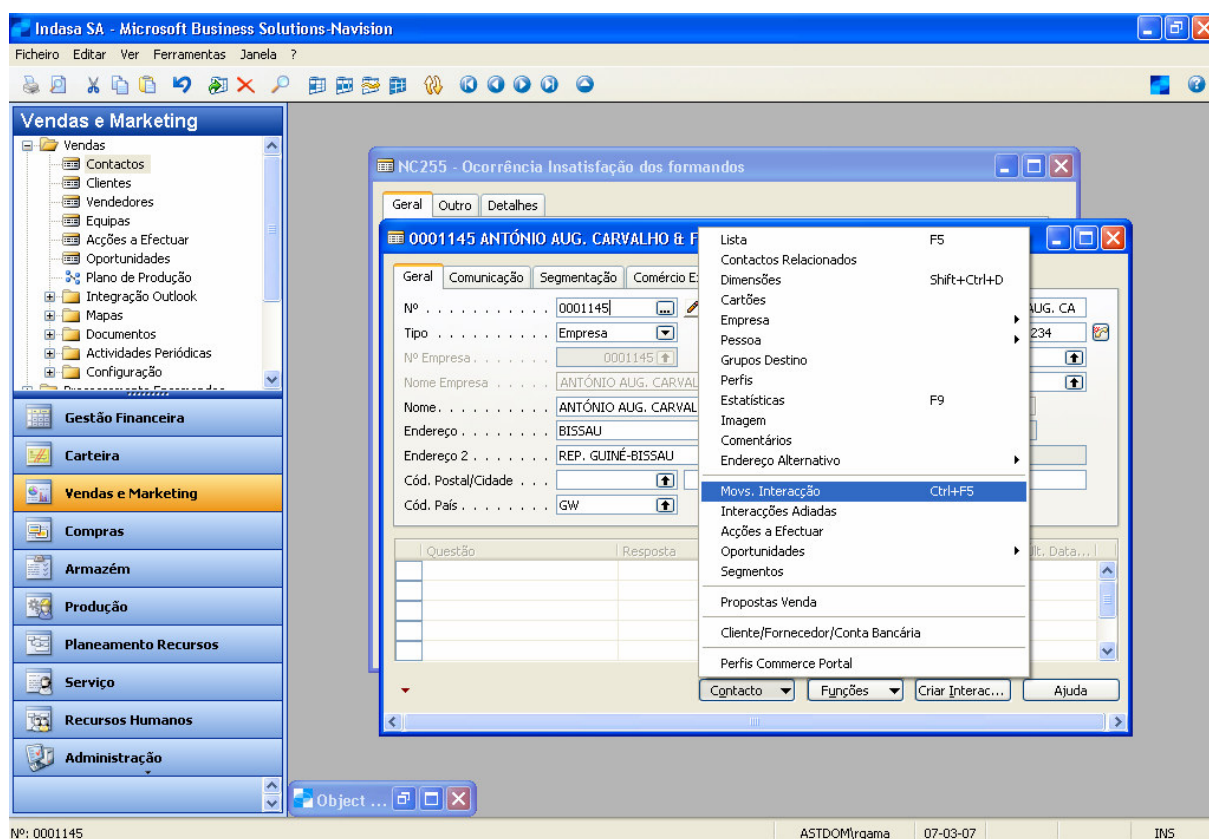 Indasa SA - Microsoft Business Solutions-Navision
Ficheiro Editar Ver Ferramentas Janela ?
Vendas e Marketing
Vendas
Contactos
Clientes
Vendedores
Equipas
Acções a Efectuar
Oportunidades
Plano de Produção
Integração Outlook
Mapas
Documentos
Actividades Periódicas
Configuração
Gestão Financeira
Carteira
Vendas e Marketing
Compras
Armazém
Produção
Planeamento Recursos
Serviço
Recursos Humanos
Administração
NC255 - Ocorrência Insatisfação dos formandos
Geral Outro Detalhes
0001145 ANTÓNIO AUG. CARVALHO & F
Geral Comunicação Segmentação Comércio E
Nº . . . . . . . . . . . 0001145 AUG. CA
Tipo . . . . . . . . . . Empresa 234
Nº Empresa . . . . . . . 0001145
Nome Empresa . . . . . ANTÓNIO AUG. CARVAL
Nome. . . . . . . . . . ANTÓNIO AUG. CARVAL
Endereço . . . . . . . . BISSAU
Endereço 2 . . . . . . . REP. GUINÉ-BISSAU
Cód. Postal/Cidade . . .
Cód. País . . . . . . . . GW
Questão Resposta Últ. Data...
Lista F5
Contactos Relacionados
Dimensões Shift+Ctrl+D
Cartões
Empresa
Pessoa
Grupos Destino
Perfis
Estatísticas F9
Imagem
Comentários
Endereço Alternativo
Movs. Interacção Ctrl+F5
Interacções Adiadas
Acções a Efectuar
Oportunidades
Segmentos
Propostas Venda
Cliente/Fornecedor/Conta Bancária
Perfis Commerce Portal
Contacto Funções Criar Interac... Ajuda
Object ...
Nº: 0001145 ASTDOM\rgama 07-03-07 INS